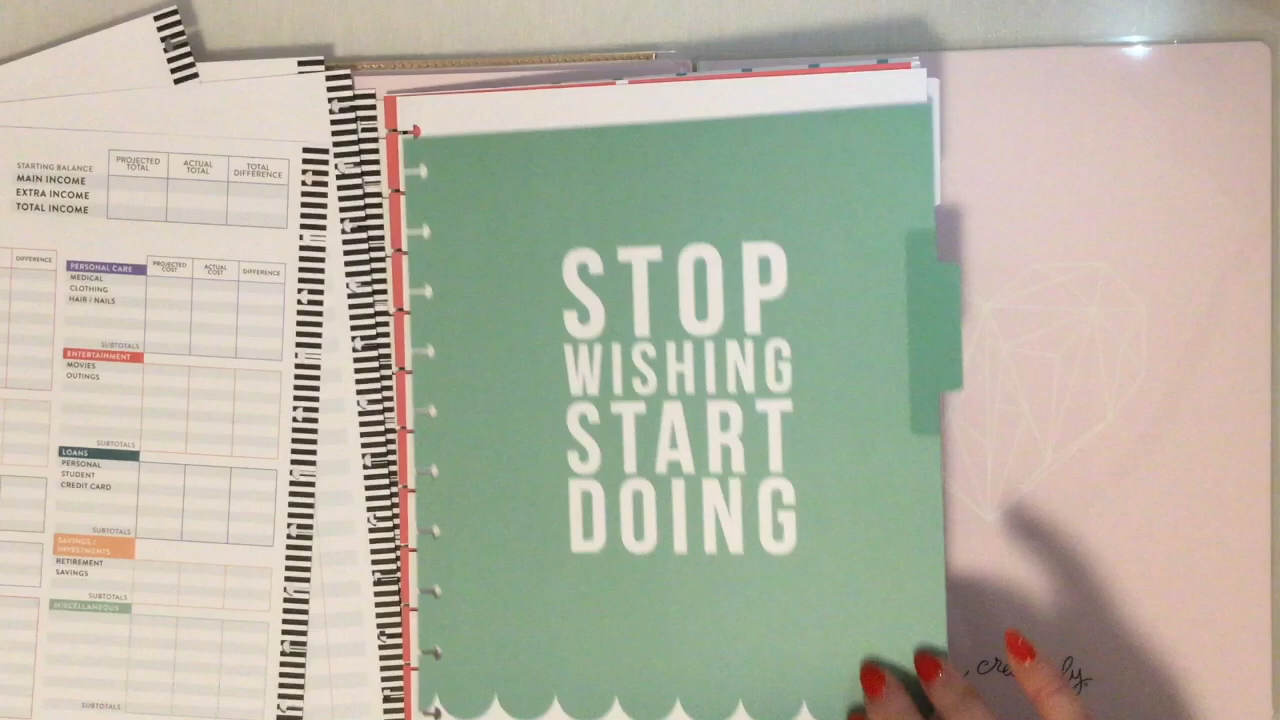 STARTING BALANCE
MAIN INCOME
EXTRA INCOME
TOTAL INCOME
PROJECTED TOTAL
ACTUAL TOTAL
TOTAL DIFFERENCE
DIFFERENCE
PERSONAL CARE
PROJECTED COST
ACTUAL COST
DIFFERENCE
MEDICAL
CLOTHING
HAIR / NAILS
SUBTOTALS
ENTERTAINMENT
MOVIES
OUTINGS
SUBTOTALS
LOANS
PERSONAL
STUDENT
CREDIT CARD
SUBTOTALS
SAVINGS /
INVESTMENTS
RETIREMENT
SAVINGS
SUBTOTALS
MISCELLANEOUS
SUBTOTALS
STOP
WISHING
START
DOING